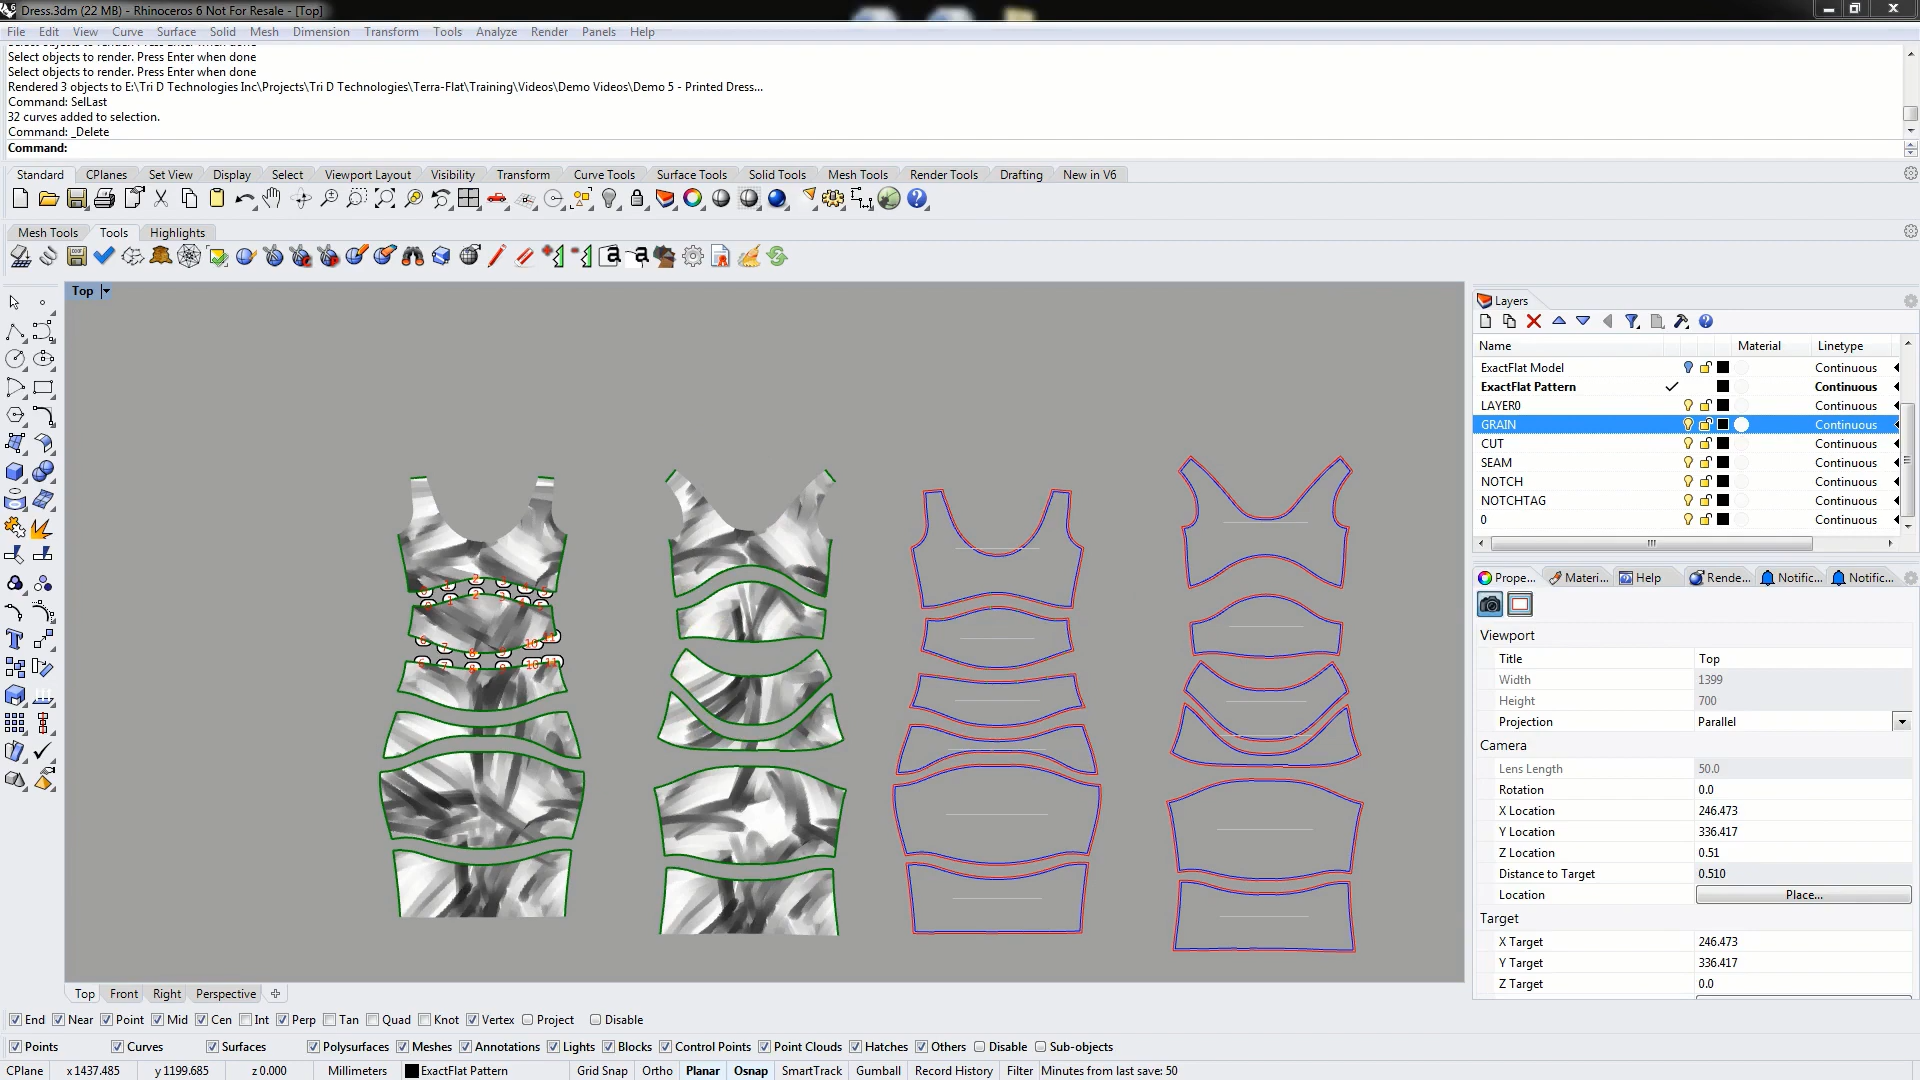 Dress.3dm (22 MB) - Rhinoceros 6 Not For Resale - [Top]
File Edit View Curve Surface Solid Mesh Dimension Transform Tools Analyze Render Panels Help
Select objects to render. Press Enter when done
Select objects to render. Press Enter when done
Select objects to render. Press Enter when done
Rendered 3 objects to E:\Tri D Technologies Inc\Projects\Tri D Technologies\Terra-Flat\Training\Videos\Demo Videos\Demo 5 - Printed Dress...
Command: SelLast
32 curves added to selection.
Command: _Delete
Command:
Standard CPlanes Set View Display Select Viewport Layout Visibility Transform Curve Tools Surface Tools Solid Tools Mesh Tools Render Tools Drafting New in V6
Mesh Tools Tools Highlights
Top
Layers
Name Material Linetype
ExactFlat Model Continuous
ExactFlat Pattern Continuous
LAYER0 Continuous
GRAIN Continuous
CUT Continuous
SEAM Continuous
NOTCH Continuous
NOTCHTAG Continuous
0 Continuous
Prope... Materi... Help Rende... Notific... Notific...
Viewport
Title Top
Width 1399
Height 700
Projection Parallel
Camera
Lens Length 50.0
Rotation 0.0
X Location 246.473
Y Location 336.417
Z Location 0.51
Distance to Target 0.510
Location Place...
Target
X Target 246.473
Y Target 336.417
Z Target 0.0
Top Front Right Perspective
End Near Point Mid Cen Int Perp Tan Quad Knot Vertex Project Disable
Points Curves Surfaces Polysurfaces Meshes Annotations Lights Blocks Control Points Point Clouds Hatches Others Disable Sub-objects
CPlane x 1437.485 y 1199.685 z 0.000 Millimeters ExactFlat Pattern Grid Snap Ortho Planar Osnap SmartTrack Gumball Record History Filter Minutes from last save: 50